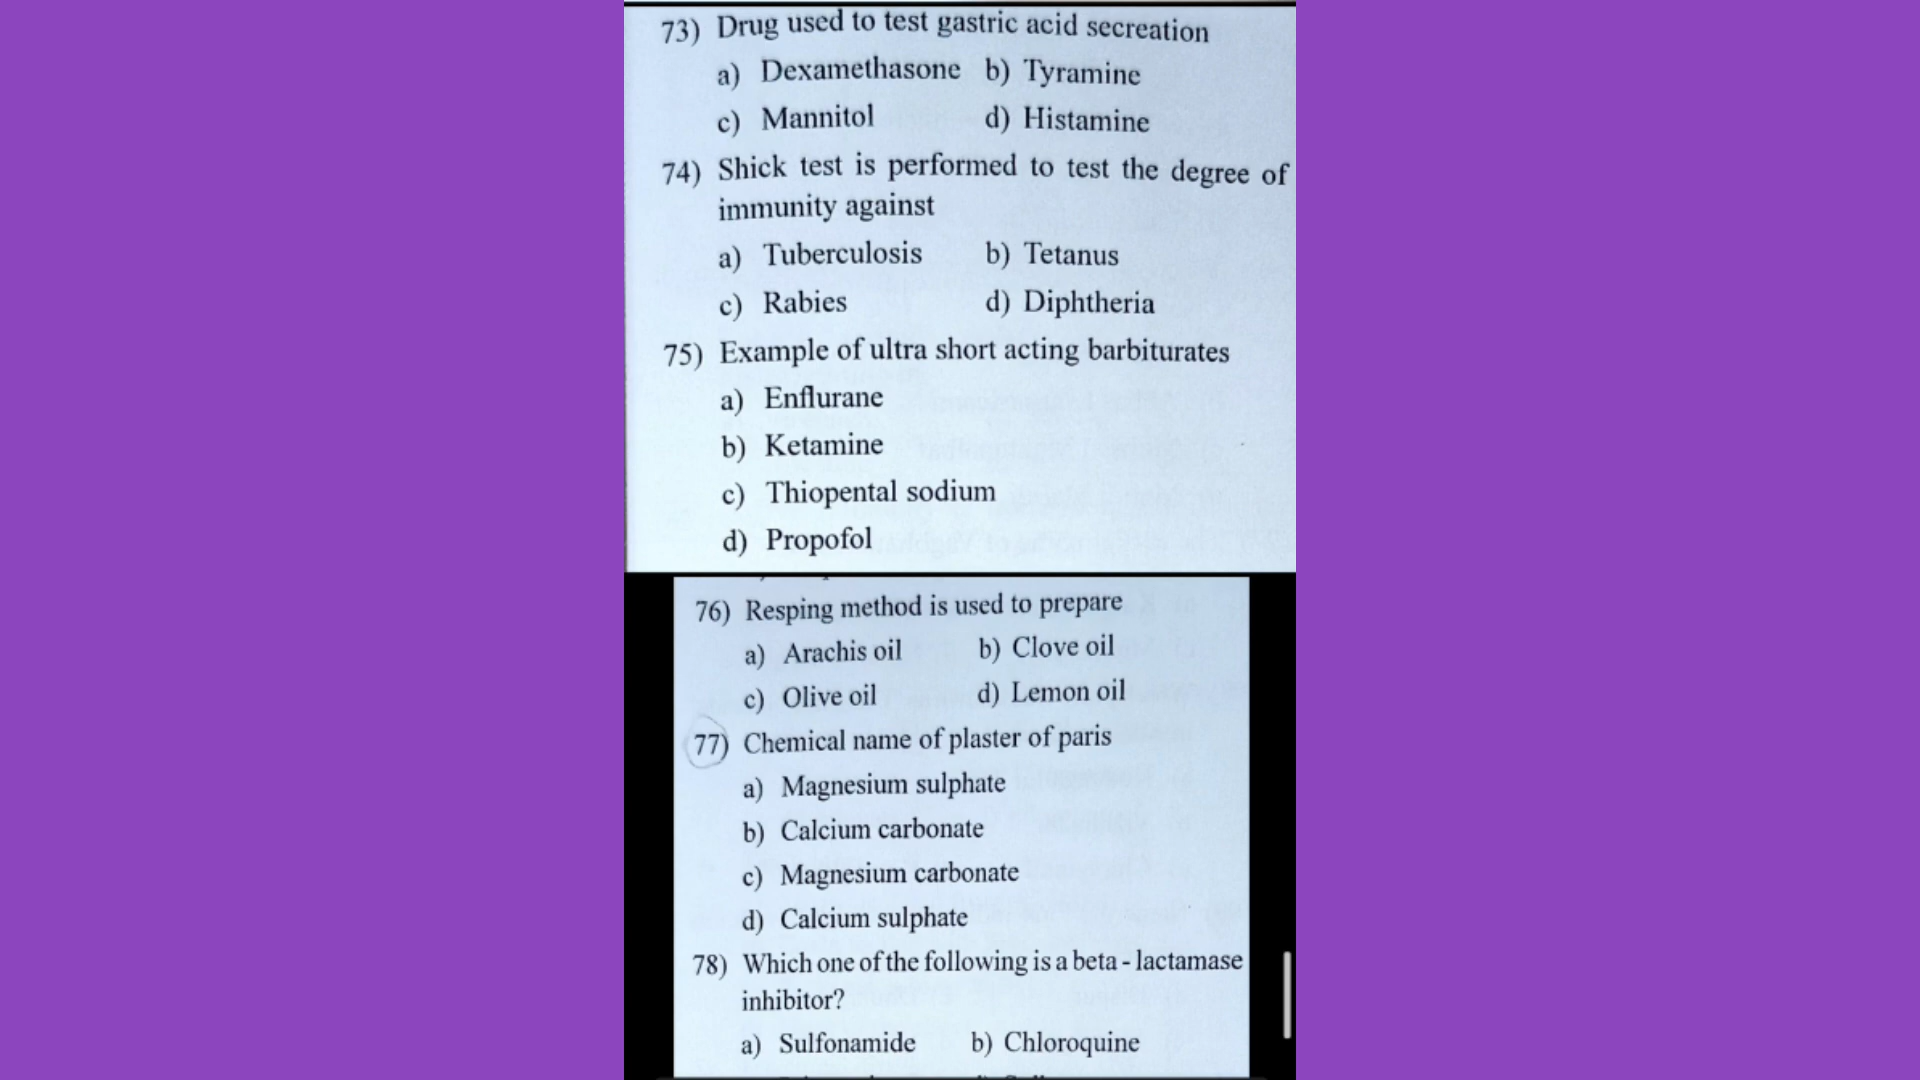 73) Drug used to test gastric acid secreation
a) Dexamethasone b) Tyramine
c) Mannitol d) Histamine
74) Shick test is performed to test the degree of
immunity against
a) Tuberculosis b) Tetanus
c) Rabies d) Diphtheria
75) Example of ultra short acting barbiturates
a) Enflurane
b) Ketamine
c) Thiopental sodium
d) Propofol
76) Resping method is used to prepare
a) Arachis oil b) Clove oil
c) Olive oil d) Lemon oil
77) Chemical name of plaster of paris
a) Magnesium sulphate
b) Calcium carbonate
c) Magnesium carbonate
d) Calcium sulphate
78) Which one of the following is a beta - lactamase
inhibitor?
a) Sulfonamide b) Chloroquine